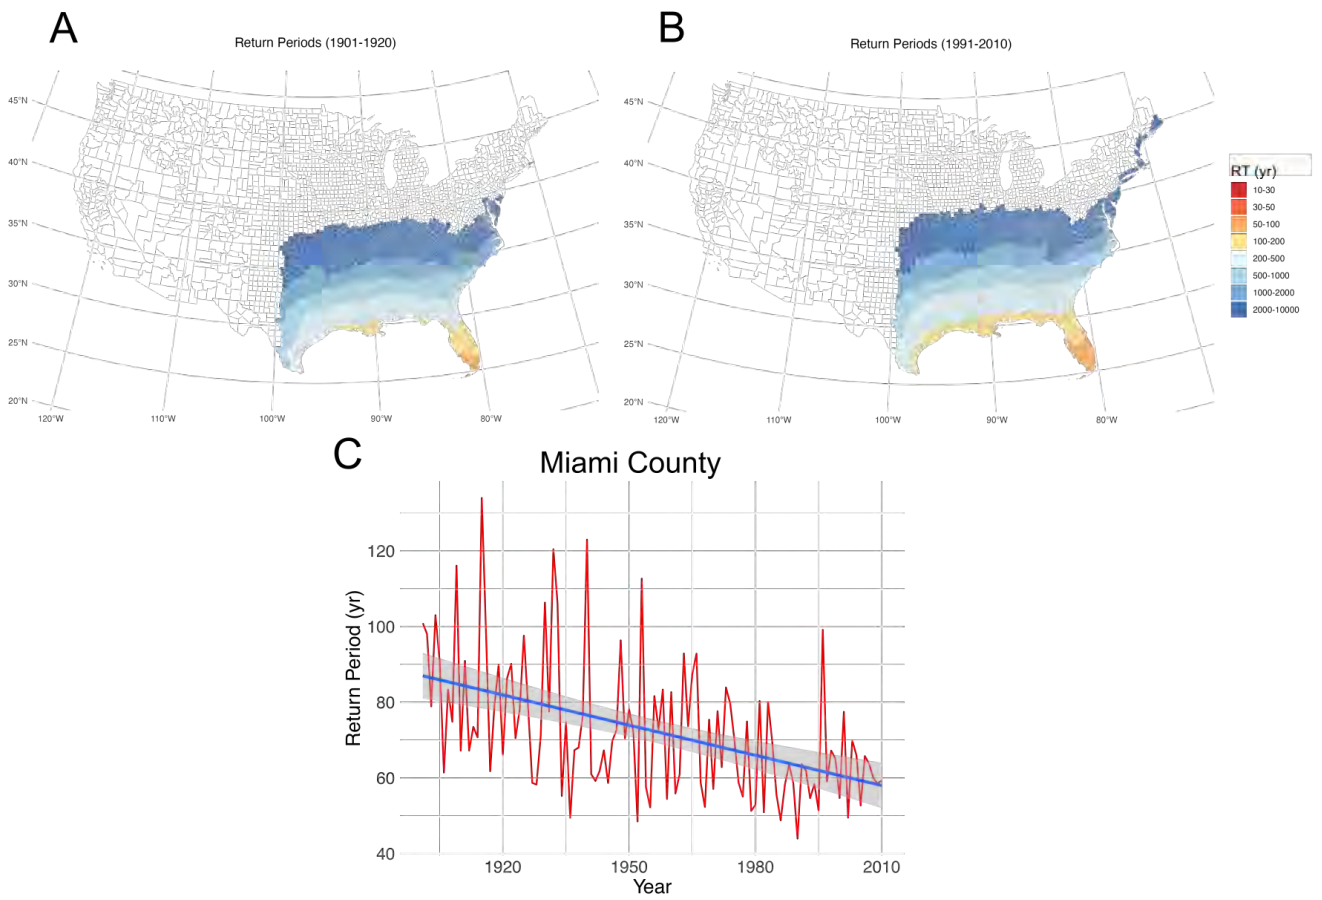 A
B
Return Periods (1901-1920)
Return Periods (1991-2010)
45°N
40°N
35°N
30°N
25°N
20°N
120°W
110°W
100°W
90°W
80°W
45°N
40°N
35°N
30°N
25°N
20°N
120°W
110°W
100°W
90°W
80°W
RT (yr)
10-30
30-50
50-100
100-200
200-500
500-1000
1000-2000
2000-10000
C
Miami County
Return Period (yr)
120
100
80
60
40
1920
1950
1980
2010
Year